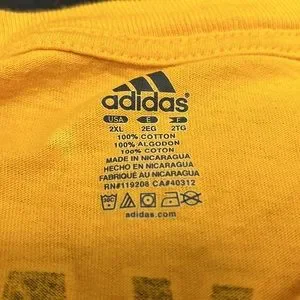 adidas®
USA E F
2XL 2EG 2TG
100% COTTON
100% ALGODON
100% COTON
MADE IN NICARAGUA
HECHO EN NICARAGUA
FABRIQUÉ AU NICARAGUA
RN#119208 CA#40312
adidas.com